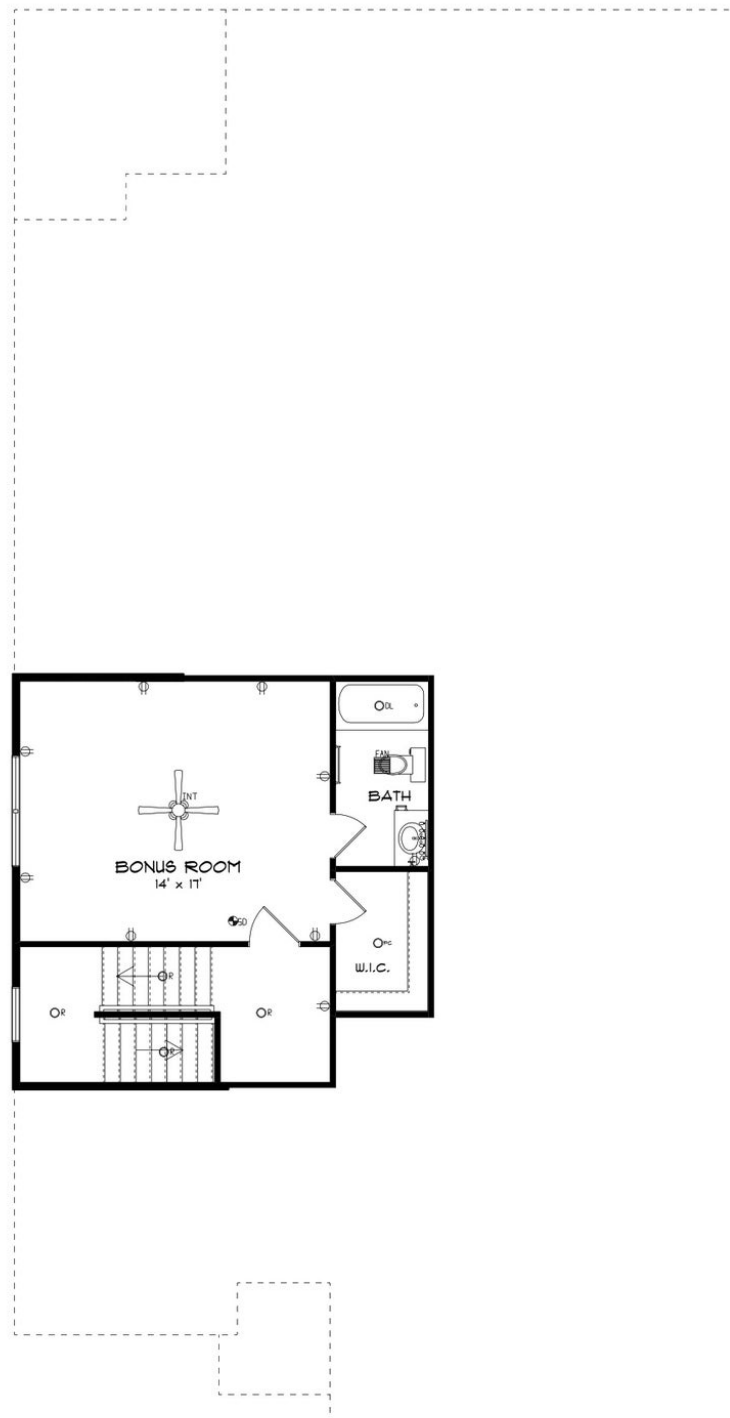 DL
FAN
BATH
INT
BONUS ROOM
14' x 17'
SD
PC
W.I.C.
R
R
R
R